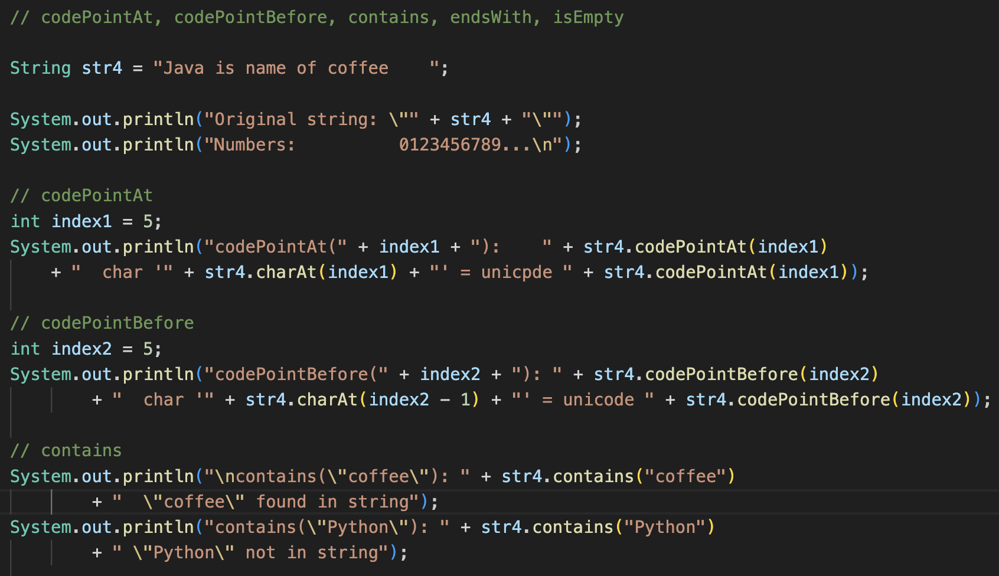 // codePointAt, codePointBefore, contains, endsWith, isEmpty

String str4 = "Java is name of coffee    ";

System.out.println("Original string: \"" + str4 + "\"");
System.out.println("Numbers:          0123456789...\n");

// codePointAt
int index1 = 5;
System.out.println("codePointAt(" + index1 + "):    " + str4.codePointAt(index1)
    + "  char '" + str4.charAt(index1) + "' = unicpde " + str4.codePointAt(index1));

// codePointBefore
int index2 = 5;
System.out.println("codePointBefore(" + index2 + "): " + str4.codePointBefore(index2)
        + "  char '" + str4.charAt(index2 - 1) + "' = unicode " + str4.codePointBefore(index2));

// contains
System.out.println("\ncontains(\"coffee\"): " + str4.contains("coffee")
        + "  \"coffee\" found in string");
System.out.println("contains(\"Python\"): " + str4.contains("Python")
        + " \"Python\" not in string");